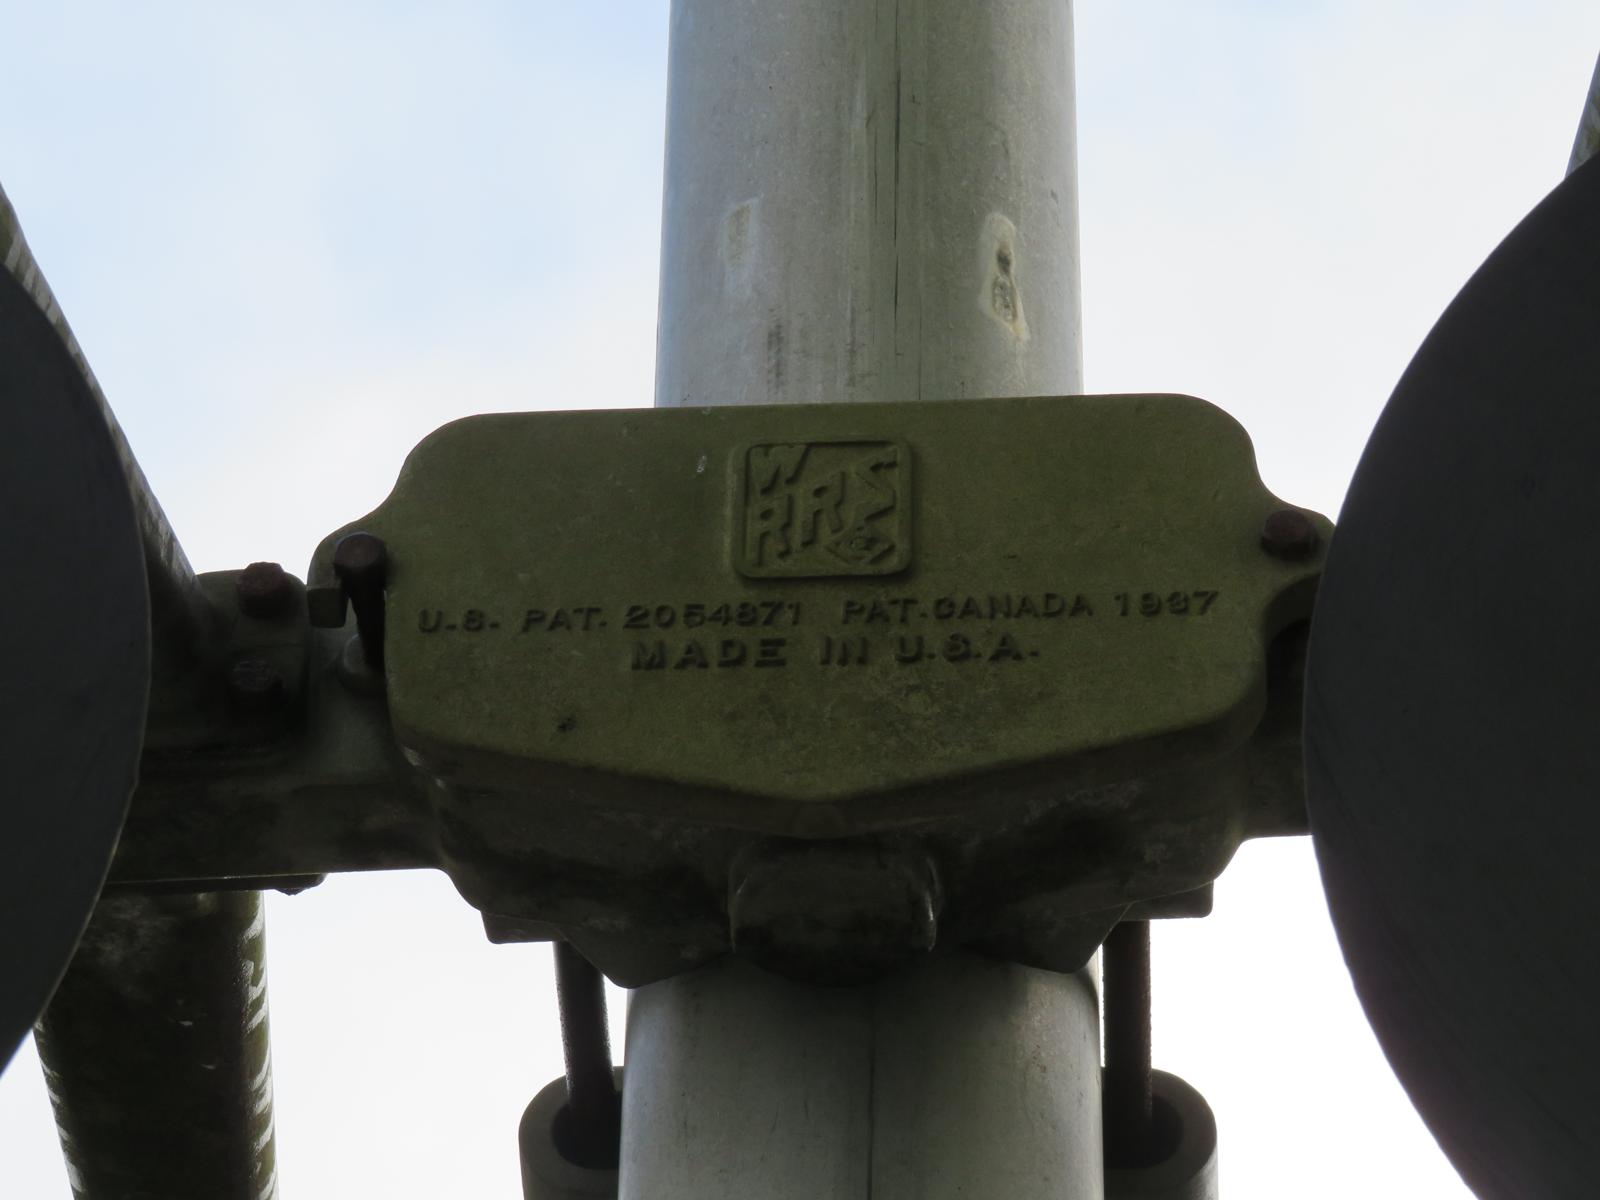 WRRS
U.S. PAT. 2054871 PAT. CANADA 1937
MADE IN U.S.A.